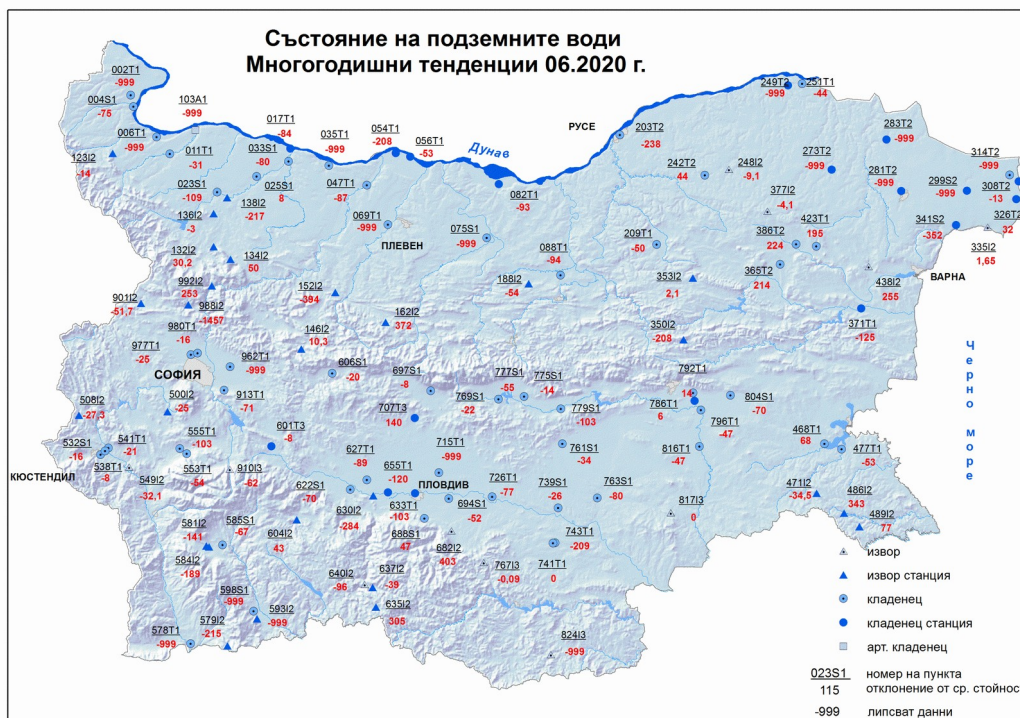 Състояние на подземните води
Многогодишни тенденции 06.2020 г.
002T1
-999
004S1
-75
103A1
-999
006T1
-999
017T1
-84
035T1
-999
054T1
-208
056T1
-53
Дунав
РУСЕ
203T2
-238
249T2
-999
251T1
-44
283T2
-999
123I2
-14
011T1
-31
033S1
-80
023S1
-109
025S1
8
047T1
-87
082T1
-93
242T2
44
248I2
-9,1
273T2
-999
281T2
-999
299S2
-999
314T2
-999
308T2
-13
326T2
32
138I2
-217
136I2
-3
069T1
-999
ПЛЕВЕН
075S1
-999
088T1
-94
209T1
-50
377I2
-4,1
386T2
224
423T1
195
341S2
-352
335I2
1,65
ВАРНА
132I2
30,2
134I2
50
992I2
253
152I2
-394
188I2
-54
353I2
2,1
365T2
214
438I2
255
901I2
-51,7
988I2
-1457
162I2
372
350I2
-208
371T1
-125
980T1
-16
977T1
-25
146I2
10,3
962T1
-999
СОФИЯ
606S1
-20
697S1
-8
777S1
-55
775S1
-14
792T1
14
Черно море
508I2
-27,3
500I2
-25
913T1
-71
707T3
140
769S1
-22
779S1
-103
786T1
6
804S1
-70
796T1
-47
532S1
-16
541T1
-21
555T1
-103
601T3
-8
КЮСТЕНДИЛ
538T1
-8
549I2
-32,1
553T1
54
910I3
-62
627T1
-89
715T1
-999
761S1
-34
816T1
-47
468T1
68
477T1
-53
622S1
-70
655T1
-120
ПЛОВДИВ
726T1
-77
739S1
-26
763S1
-80
471I2
-34,5
486I2
343
489I2
77
581I2
-141
585S1
-67
604I2
43
630I2
-284
633T1
-103
688S1
47
694S1
-52
682I2
403
743T1
-209
817I3
0
584I2
-189
640I2
-96
637I2
-39
767I3
-0,09
741T1
0
598S1
-999
593I2
-999
579I2
-215
578T1
-999
635I2
305
824I3
-999
извор
извор станция
кладенец
кладенец станция
арт. кладенец
023S1 номер на пункта
115 отклонение от ср. стойност
-999 липсват данни